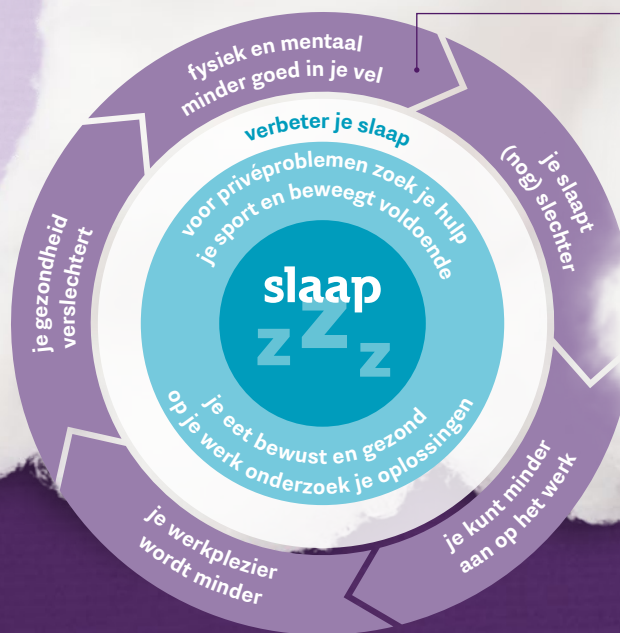 fysiek en mentaal
minder goed in je vel
je slaapt
(nog) slechter
je kunt minder
aan op het werk
je werkplezier
wordt minder
je gezondheid
verslechtert
verbeter je slaap
voor privéproblemen zoek je hulp
je sport en beweegt voldoende
slaap
z z z
je eet bewust en gezond
op je werk onderzoek je oplossingen